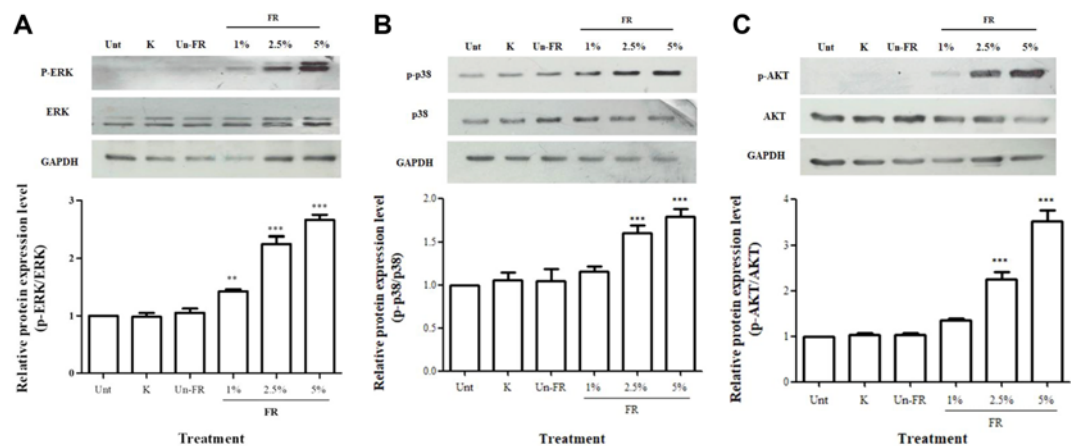 A
FR
Unt K Un-FR 1% 2.5% 5%
P-ERK
ERK
GAPDH
Relative protein expression level
(p-ERK/ERK)
3
2
1
0
**
***
***
Unt K Un-FR 1% 2.5% 5%
FR
Treatment
B
FR
Unt K Un-FR 1% 2.5% 5%
p-p38
p38
GAPDH
Relative protein expression level
(p-p38/p38)
2.0
1.5
1.0
0.5
0.0
***
***
Unt K Un-FR 1% 2.5% 5%
FR
Treatment
C
FR
Unt K Un-FR 1% 2.5% 5%
p-AKT
AKT
GAPDH
Relative protein expression level
(p-AKT/AKT)
4
3
2
1
0
***
***
Unt K Un-FR 1% 2.5% 5%
FR
Treatment